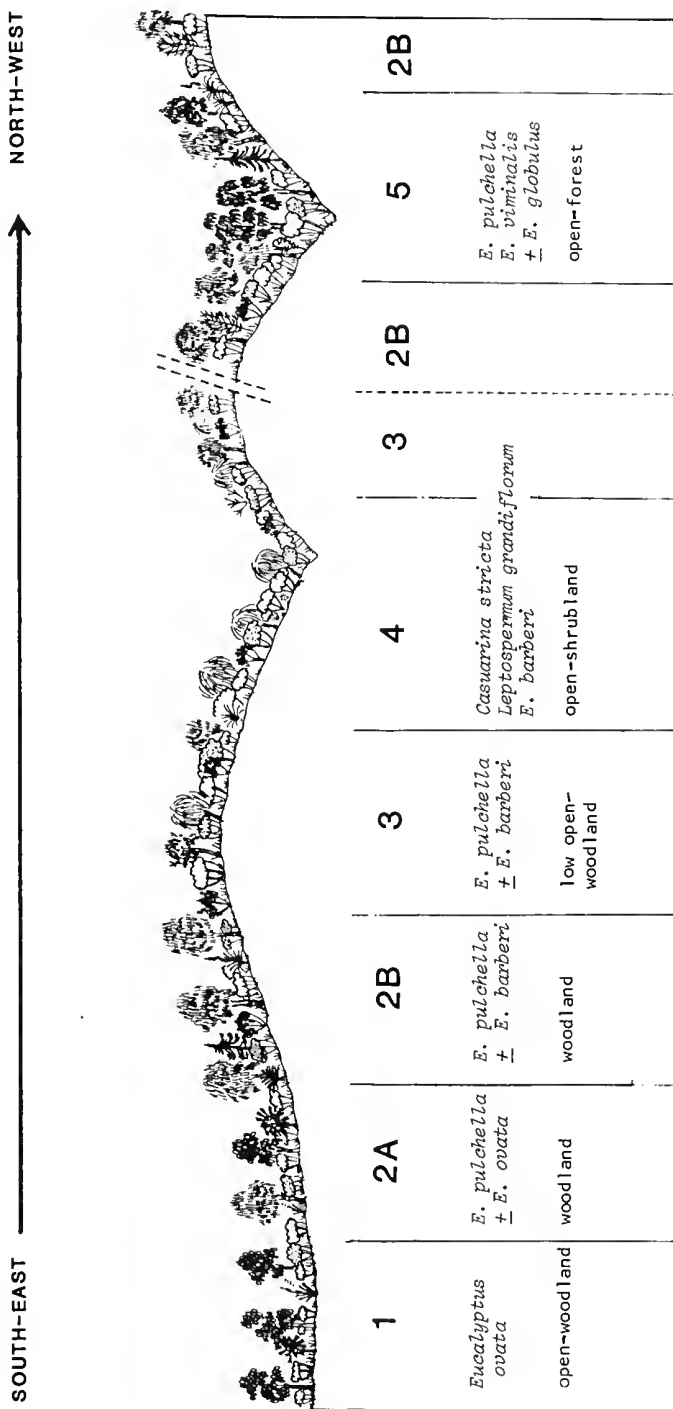 SOUTH-EAST
NORTH-WEST
1
Eucalyptus
ovata
open-woodland
2A
E. pulchella
± E. ovata
woodland
2B
E. pulchella
± E. barberi
woodland
3
E. pulchella
± E. barberi
low open-
woodland
4
Casuarina stricta
Leptospermum grandiflorum
E. barberi
open-shrubland
3
2B
5
E. pulchella
E. viminalis
± E. globulus
open-forest
2B